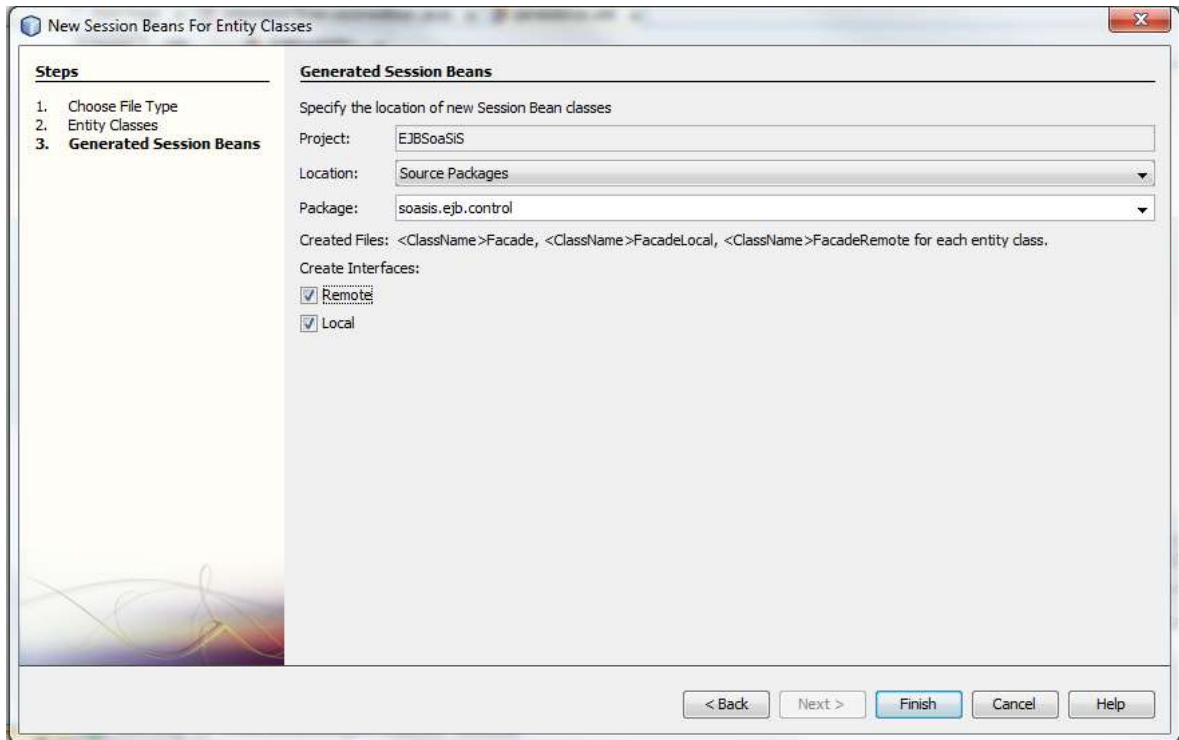 New Session Beans For Entity Classes
Steps
1. Choose File Type
2. Entity Classes
3. Generated Session Beans
Generated Session Beans
Specify the location of new Session Bean classes
Project: EJBSoaSiS
Location: Source Packages
Package: soasis.ejb.control
Created Files: <ClassName>Facade, <ClassName>FacadeLocal, <ClassName>FacadeRemote for each entity class.
Create Interfaces:
Remote
Local
< Back Next > Finish Cancel Help